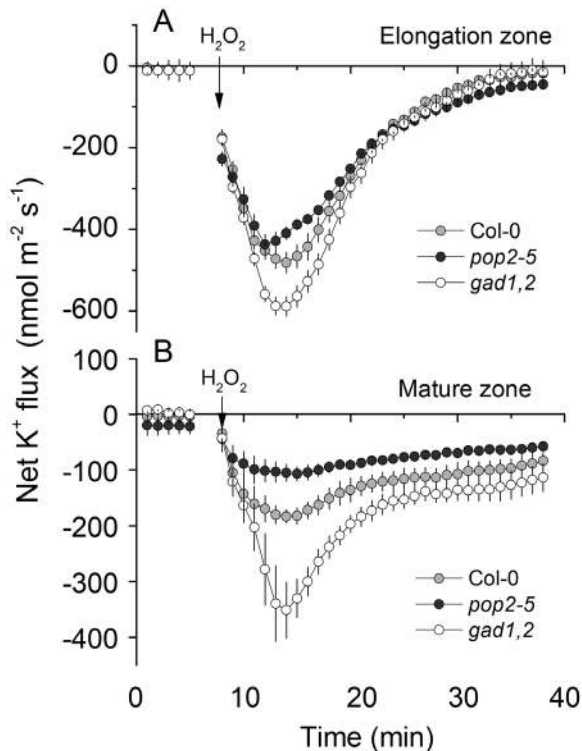 A
H₂O₂
Elongation zone
0
-200
-400
-600
Col-0
pop2-5
gad1,2
B
H₂O₂
Mature zone
100
0
-100
-200
-300
-400
Col-0
pop2-5
gad1,2
Net K⁺ flux (nmol m⁻² s⁻¹)
0 10 20 30 40
Time (min)